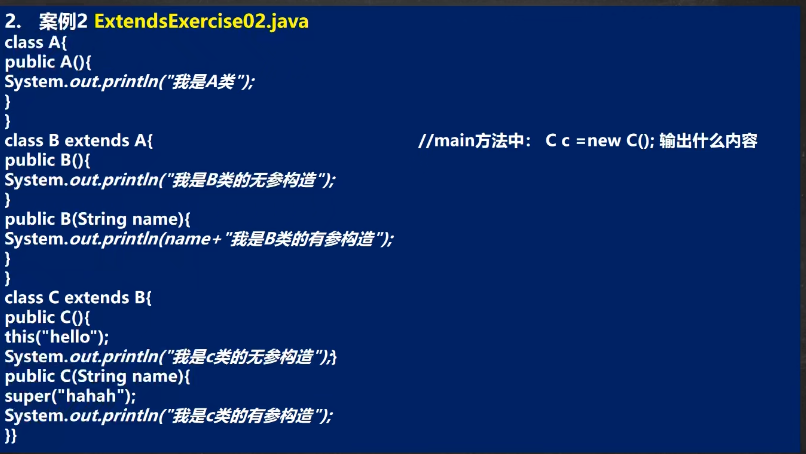 2. 案例2 ExtendsExercise02.java
class A{
public A(){
System.out.println("我是A类");
}
}
class B extends A{ //main方法中： C c =new C(); 输出什么内容
public B(){
System.out.println("我是B类的无参构造");
}
public B(String name){
System.out.println(name+"我是B类的有参构造");
}
}
class C extends B{
public C(){
this("hello");
System.out.println("我是c类的无参构造");}
public C(String name){
super("hahah");
System.out.println("我是c类的有参构造");
}}